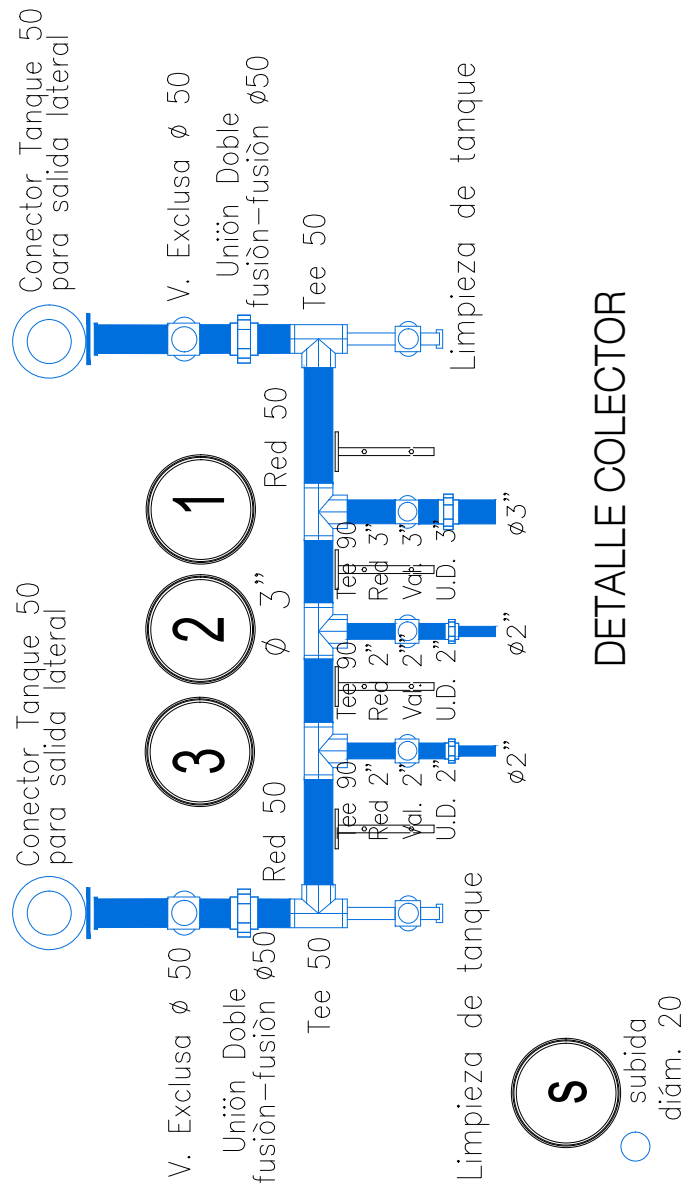 Conector Tanque 50
para salida lateral
Conector Tanque 50
para salida lateral
3
2
1
V. Exclusa ø 50
Uniön Doble
fusiòn-fusiòn ø50
Tee 50
V. Exclusa ø 50
Uniön Doble
fusiòn-fusiòn ø50
Tee 50
Red 50
ø 3”
Red 50
Tee 90
Red 2”
Val. 2”
U.D. 2”
Tee 90
Red 2”
Val. 2”
U.D. 2”
Tee 90
Red 3”
Val. 3”
U.D. 3”
ø2”
ø2”
ø3”
Limpieza de tanque
Limpieza de tanque
S
subida
diám. 20
DETALLE COLECTOR